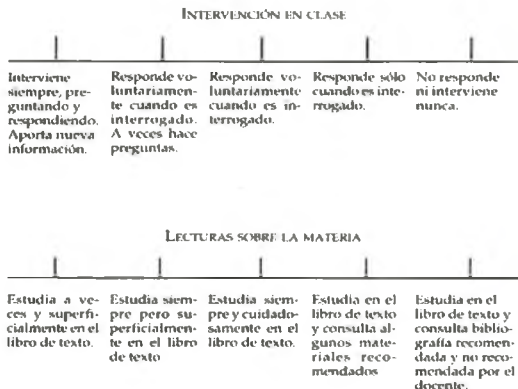 INTERVENCIÓN EN CLASE
Interviene
siempre, pre-
guntando y
respondiendo.
Aporta nueva
información.
Responde vo-
luntariamen-
te cuando es
interrogado.
A veces hace
preguntas.
Responde vo-
luntariamente
cuando es in-
terrogado.
Responde sólo
cuando es inte-
rrogado.
No responde
ni interviene
nunca.
LECTURAS SOBRE LA MATERIA
Estudia a ve-
ces y superfi-
cialmente en el
libro de texto.
Estudia siem-
pre pero su-
perficialmen-
te en el libro
de texto
Estudia siem-
pre y cuidado-
samente en el
libro de texto.
Estudia en el
libro de texto
y consulta al-
gunos mate-
riales reco-
mendados
Estudia en el
libro de texto y
consulta biblio-
grafía recomen-
dada y no reco-
mendada por el
docente.